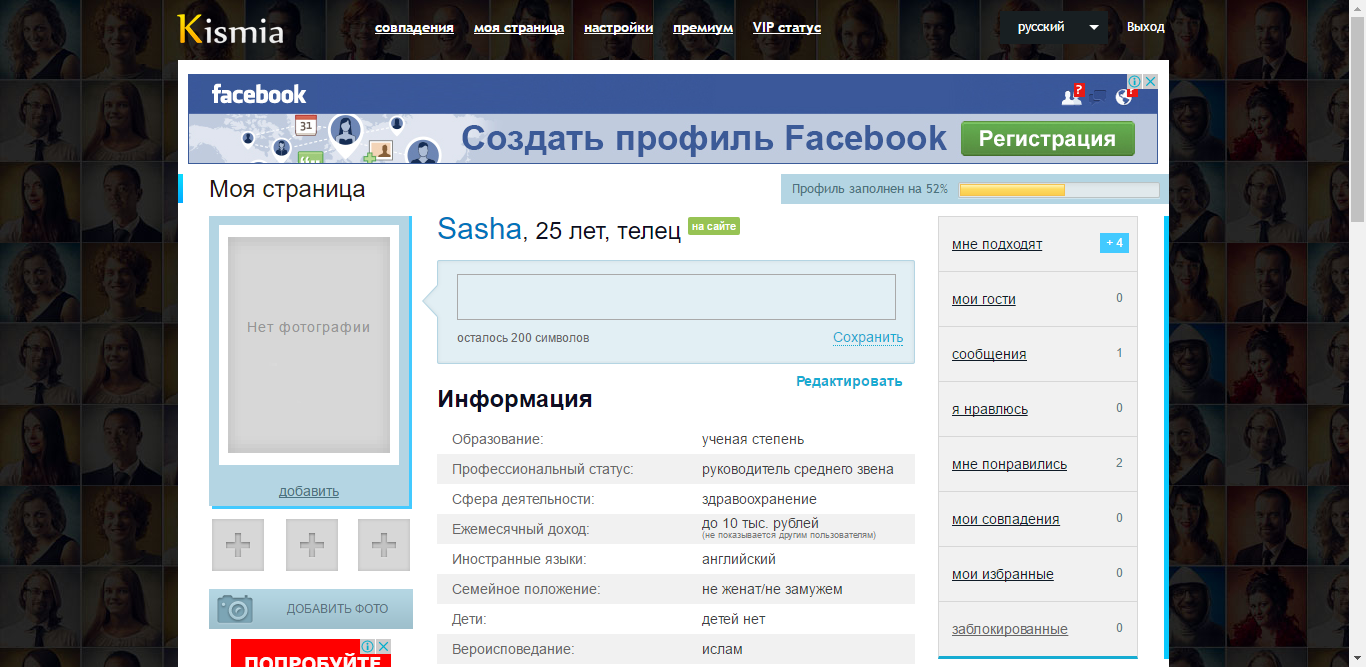 Kismia
совпадения моя страница настройки премиум VIP статус
русский
Выход
facebook
?
31
Создать профиль Facebook
Регистрация
Моя страница
Профиль заполнен на 52%
Нет фотографии
добавить
ДОБАВИТЬ ФОТО
ПОПРОБУЙТЕ
Sasha, 25 лет, телец на сайте
осталось 200 символов
Сохранить
Редактировать
Информация
Образование: ученая степень
Профессиональный статус: руководитель среднего звена
Сфера деятельности: здравоохранение
Ежемесячный доход: до 10 тыс. рублей
(не показывается другим пользователям)
Иностранные языки: английский
Семейное положение: не женат/не замужем
Дети: детей нет
Вероисповедание: ислам
мне подходят + 4
мои гости 0
сообщения 1
я нравлюсь 0
мне понравились 2
мои совпадения 0
мои избранные 0
заблокированные 0